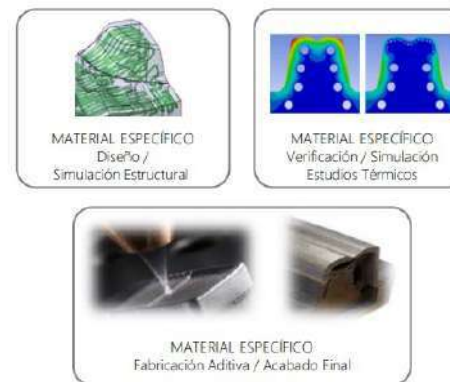 MATERIAL ESPECÍFICO
Diseño /
Simulación Estructural
MATERIAL ESPECÍFICO
Verificación / Simulación
Estudios Térmicos
MATERIAL ESPECÍFICO
Fabricación Aditiva / Acabado Final